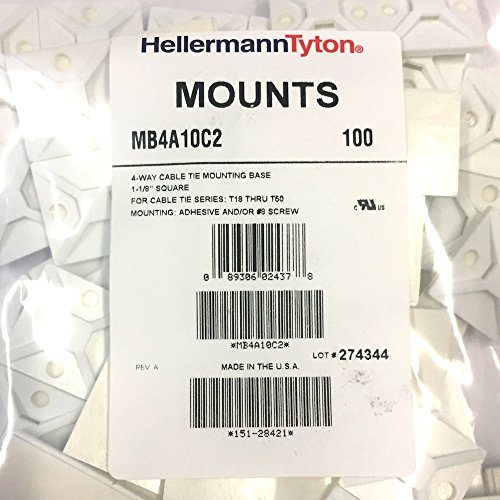 HellermannTyton®
MOUNTS
MB4A10C2 100
4-WAY CABLE TIE MOUNTING BASE
1-1/8" SQUARE
FOR CABLE TIE SERIES: T18 THRU T50
MOUNTING: ADHESIVE AND/OR #8 SCREW
c RU US
0 89306 02437 8
*MB4A10C2*
LOT # 274344
REV. A MADE IN THE U.S.A.
*151-28421*